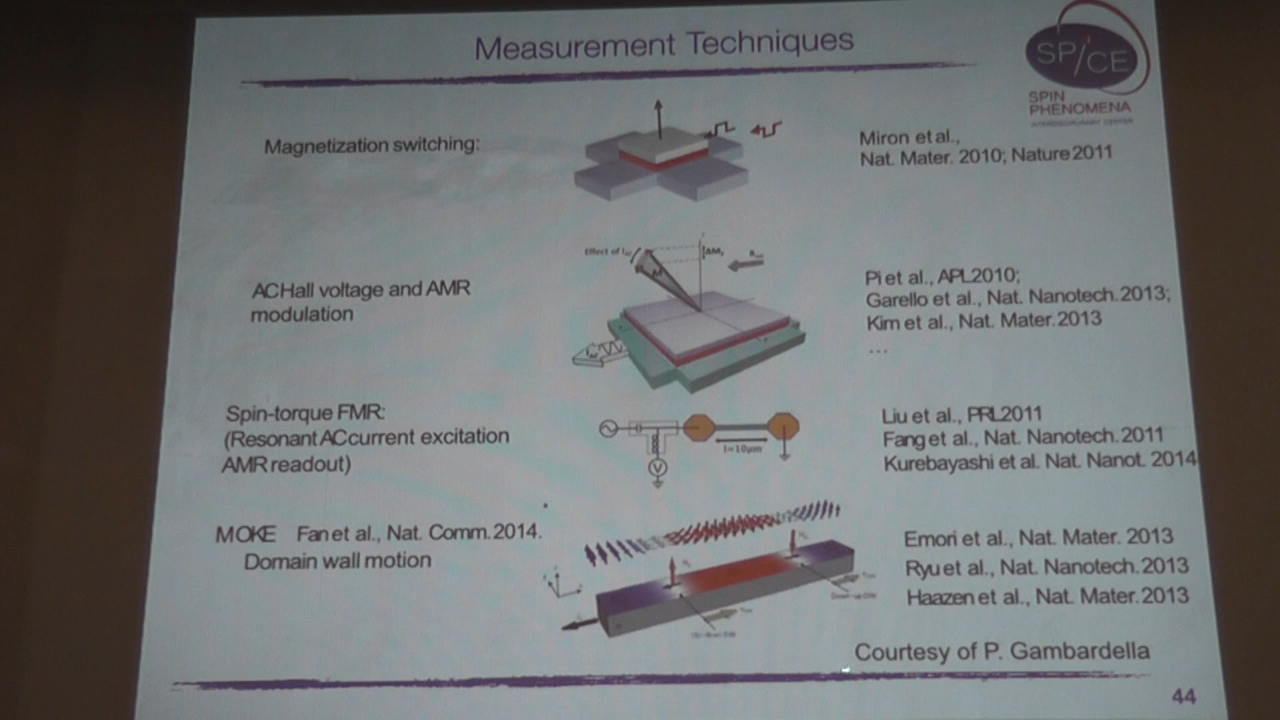 Measurement Techniques
SP/CE
SPIN
PHENOMENA
INTERDISCIPLINARY CENTER
Magnetization switching:
Miron et al.,
Nat. Mater. 2010; Nature 2011
Effect of
AC Hall voltage and AMR
modulation
Pi et al., APL 2010;
Garello et al., Nat. Nanotech. 2013;
Kim et al., Nat. Mater. 2013
...
Spin-torque FMR:
(Resonant AC current excitation
AMR readout)
V
l=10μm
Liu et al., PRL 2011
Fang et al., Nat. Nanotech. 2011
Kurebayashi et al. Nat. Nanot. 2014
MOKE Fan et al., Nat. Comm. 2014.
Domain wall motion
Emori et al., Nat. Mater. 2013
Ryu et al., Nat. Nanotech. 2013
Haazen et al., Nat. Mater. 2013
Courtesy of P. Gambardella
44